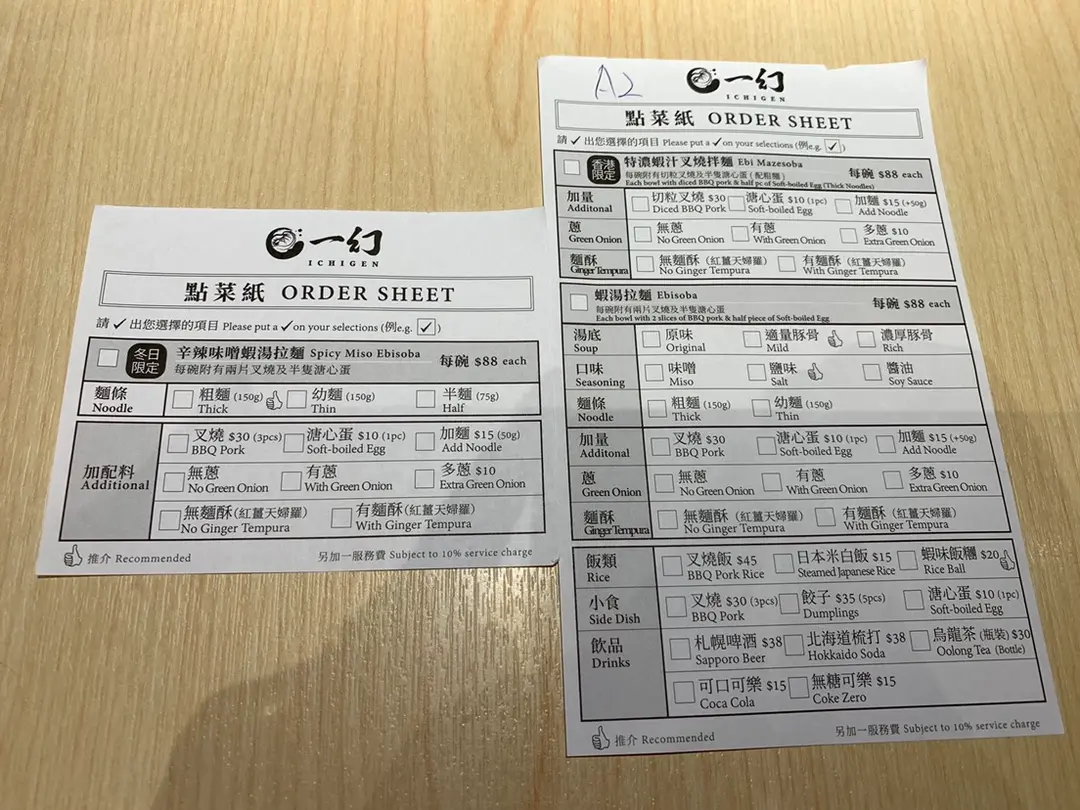 一幻
ICHIGEN
點菜紙 ORDER SHEET
請 ✓ 出您選擇的項目 Please put a ✓ on your selections (例e.g. ✓)
冬日限定 辛辣味噌蝦湯拉麵 Spicy Miso Ebisoba 每碗 $88 each
每碗附有兩片叉燒及半隻溏心蛋
麵條 粗麵 (150g) 幼麵 (150g) 半麵 (75g)
Noodle Thick Thin Half
加配料 叉燒 $30 (3pcs) 溏心蛋 $10 (1pc) 加麵 $15 (50g)
Additional BBQ Pork Soft-boiled Egg Add Noodle
無蔥 有蔥 多蔥 $10
No Green Onion With Green Onion Extra Green Onion
無麵酥 (紅薑天婦羅) 有麵酥 (紅薑天婦羅)
No Ginger Tempura With Ginger Tempura
推介 Recommended 另加一服務費 Subject to 10% service charge
A2
一幻
ICHIGEN
點菜紙 ORDER SHEET
請 ✓ 出您選擇的項目 Please put a ✓ on your selections (例e.g. ✓)
香港限定 特濃蝦汁叉燒拌麵 Ebi Mazesoba 每碗 $88 each
每碗附有切粒叉燒及半隻溏心蛋 (配粗麵)
Each bowl with diced BBQ pork & half pc of Soft-boiled Egg (Thick Noodles)
加量 切粒叉燒 $30 溏心蛋 $10 (1pc) 加麵 $15 (+50g)
Additonal Diced BBQ Pork Soft-boiled Egg Add Noodle
蔥 無蔥 有蔥 多蔥 $10
Green Onion No Green Onion With Green Onion Extra Green Onion
麵酥 無麵酥 (紅薑天婦羅) 有麵酥 (紅薑天婦羅)
Ginger Tempura No Ginger Tempura With Ginger Tempura
蝦湯拉麵 Ebisoba 每碗 $88 each
每碗附有兩片叉燒及半隻溏心蛋
Each bowl with 2 slices of BBQ pork & half piece of Soft-boiled Egg
湯底 原味 適量豚骨 濃厚豚骨
Soup Original Mild Rich
口味 味噌 鹽味 醬油
Seasoning Miso Salt Soy Sauce
麵條 粗麵 (150g) 幼麵 (150g)
Noodle Thick Thin
加量 叉燒 $30 溏心蛋 $10 (1pc) 加麵 $15 (+50g)
Additonal BBQ Pork Soft-boiled Egg Add Noodle
蔥 無蔥 有蔥 多蔥 $10
Green Onion No Green Onion With Green Onion Extra Green Onion
麵酥 無麵酥 (紅薑天婦羅) 有麵酥 (紅薑天婦羅)
Ginger Tempura No Ginger Tempura With Ginger Tempura
飯類 叉燒飯 $45 日本米白飯 $15 蝦味飯糰 $20
Rice BBQ Pork Rice Steamed Japanese Rice Rice Ball
小食 叉燒 $30 (3pcs) 餃子 $35 (5pcs) 溏心蛋 $10 (1pc)
Side Dish BBQ Pork Dumplings Soft-boiled Egg
飲品 札幌啤酒 $38 北海道梳打 $38 烏龍茶 (瓶裝) $30
Drinks Sapporo Beer Hokkaido Soda Oolong Tea (Bottle)
可口可樂 $15 無糖可樂 $15
Coca Cola Coke Zero
推介 Recommended 另加一服務費 Subject to 10% service charge